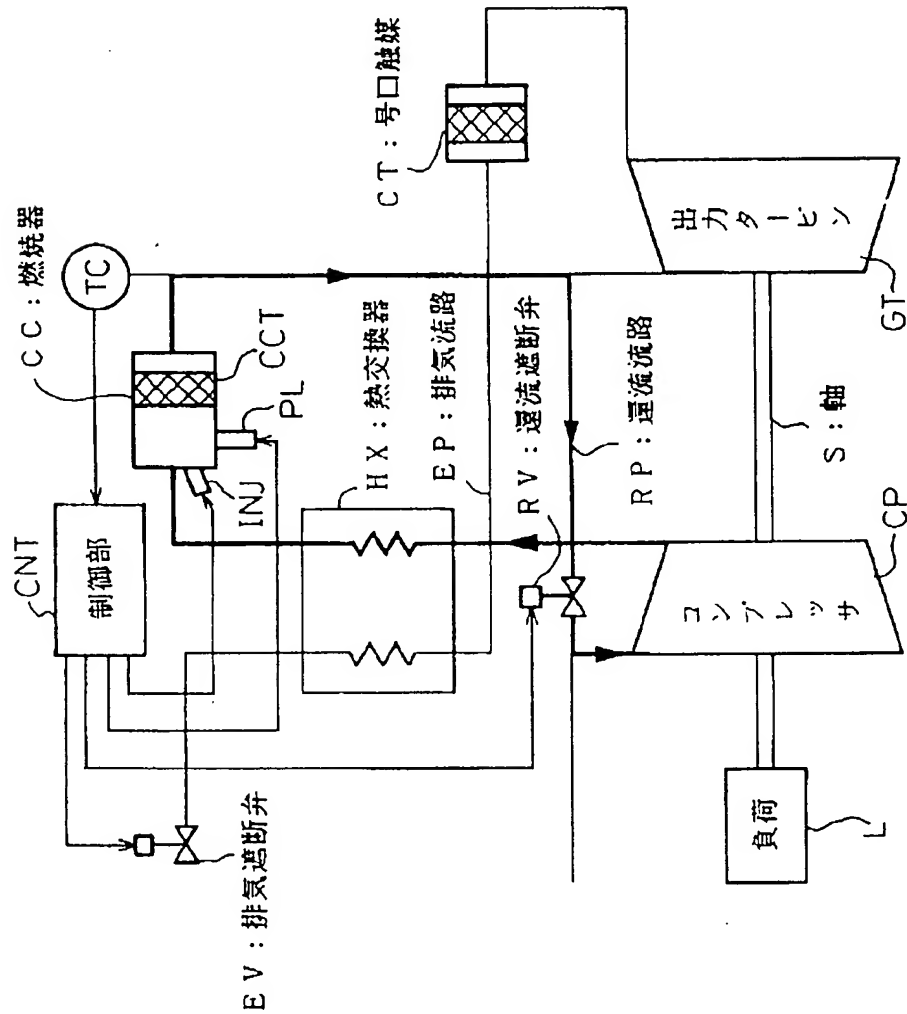 CNT
制御部
TC
CC：燃焼器
CCT
PL
INJ
CT：号口触媒
HX：熱交換器
EP：排気流路
RV：還流遮断弁
RP：還流流路
EV：排気遮断弁
出力タービン
GT
S：軸
コンプレッサ
CP
負荷
L